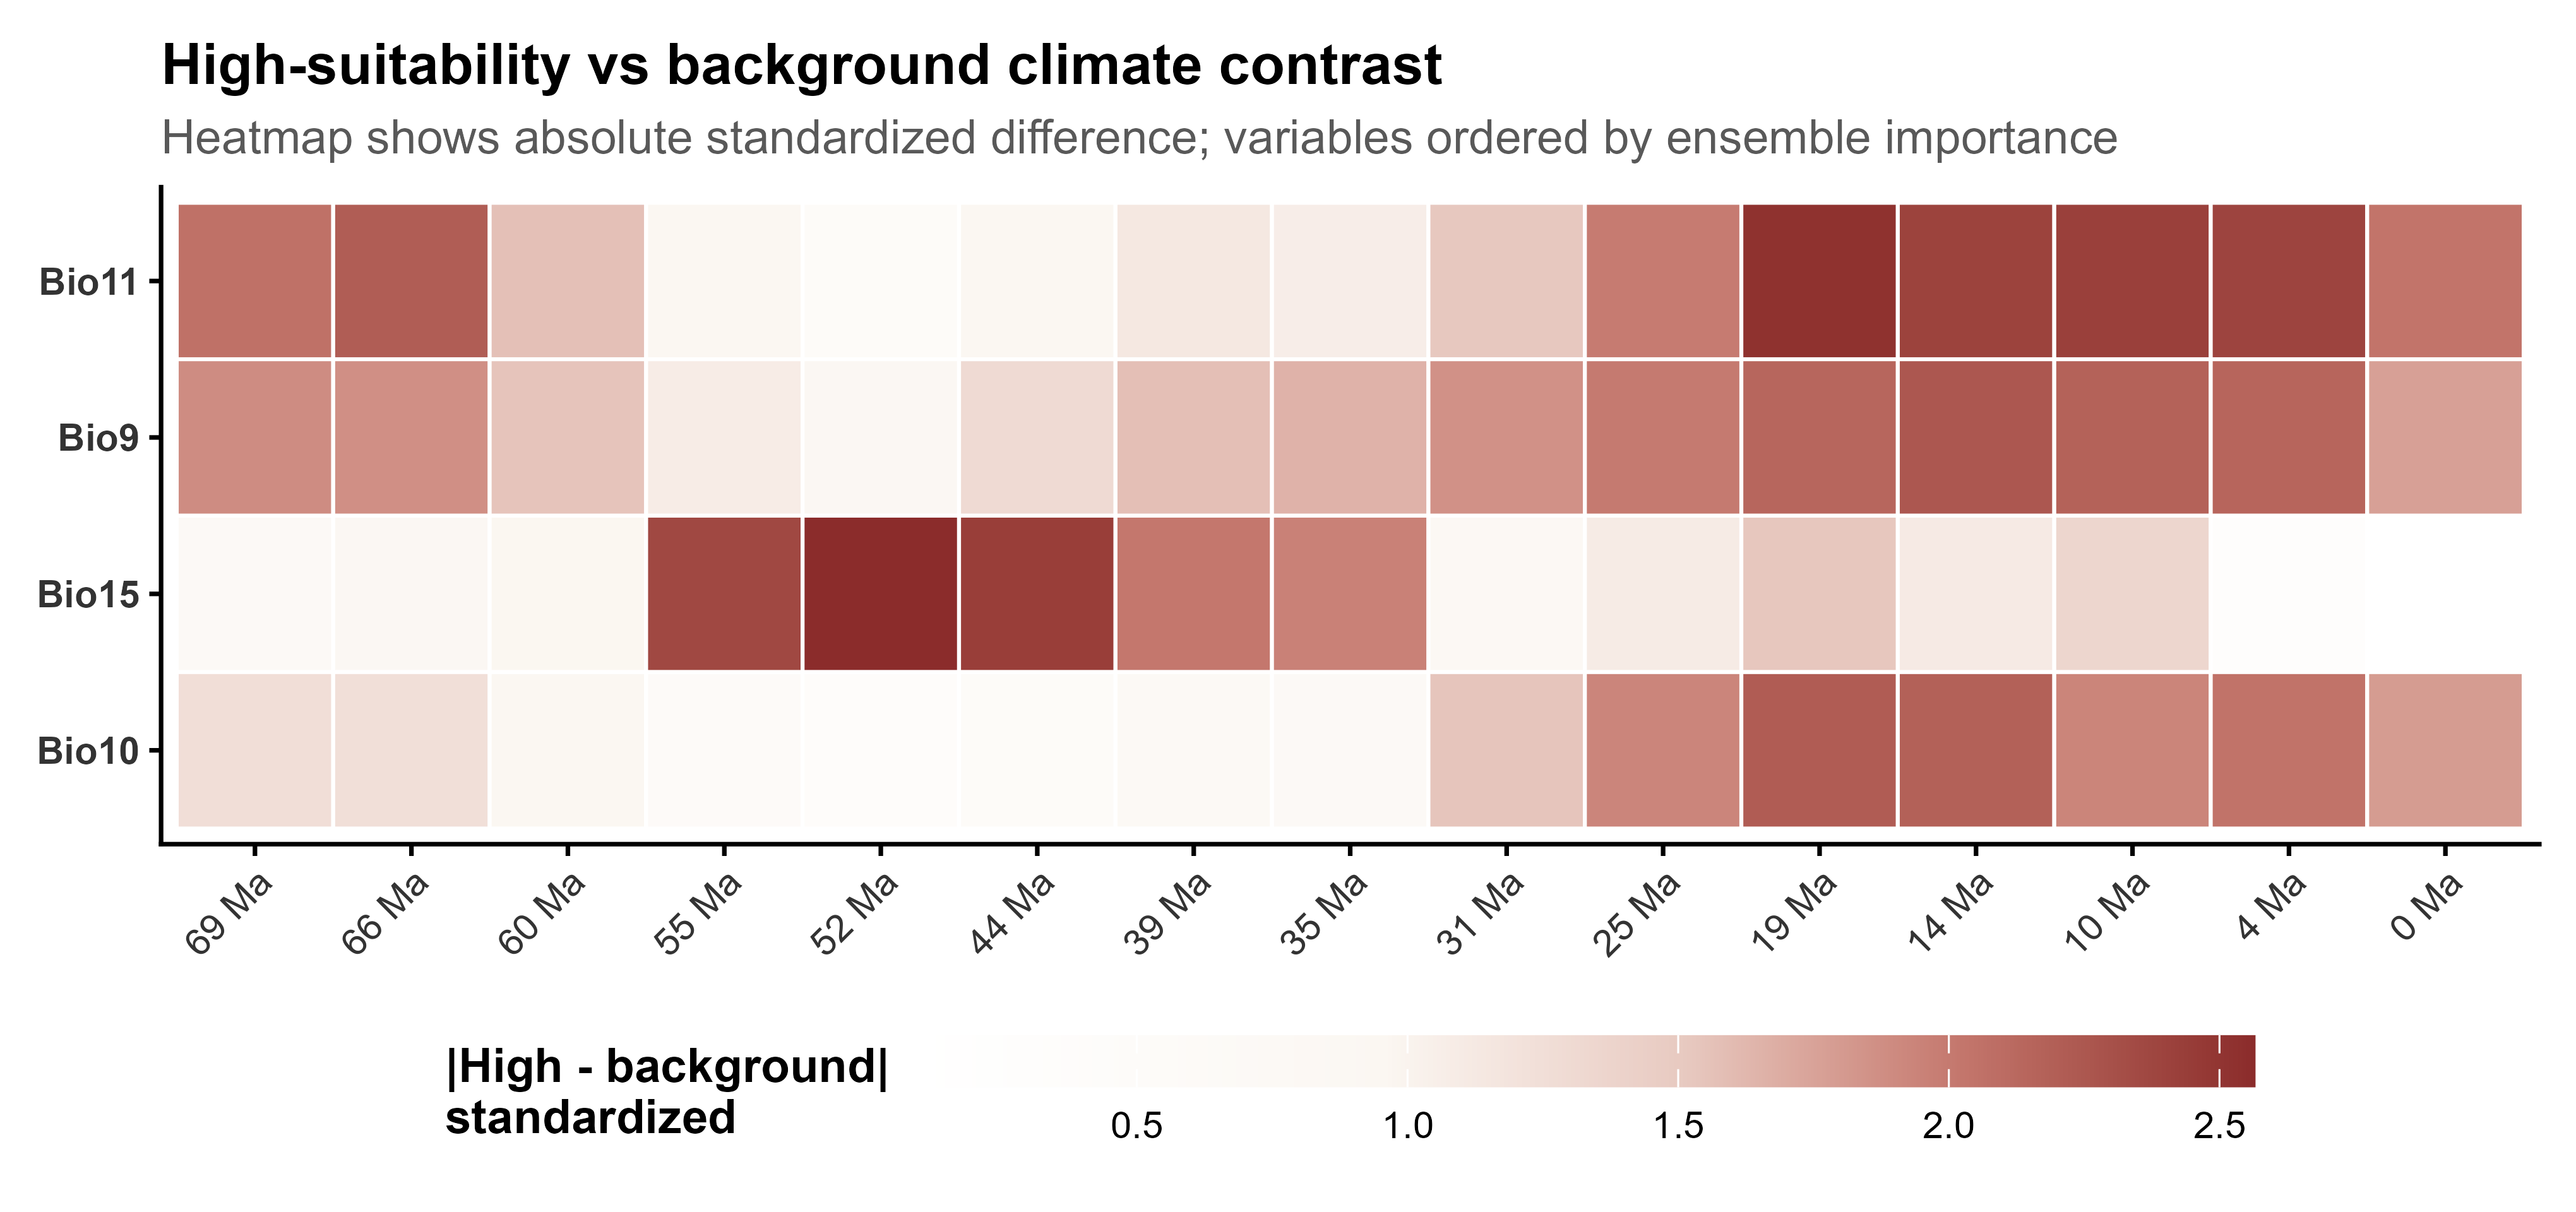 High-suitability vs background climate contrast
Heatmap shows absolute standardized difference; variables ordered by ensemble importance
Bio11
Bio9
Bio15
Bio10
69 Ma
66 Ma
60 Ma
55 Ma
52 Ma
44 Ma
39 Ma
35 Ma
31 Ma
25 Ma
19 Ma
14 Ma
10 Ma
4 Ma
0 Ma
|High - background|
standardized
0.5
1.0
1.5
2.0
2.5